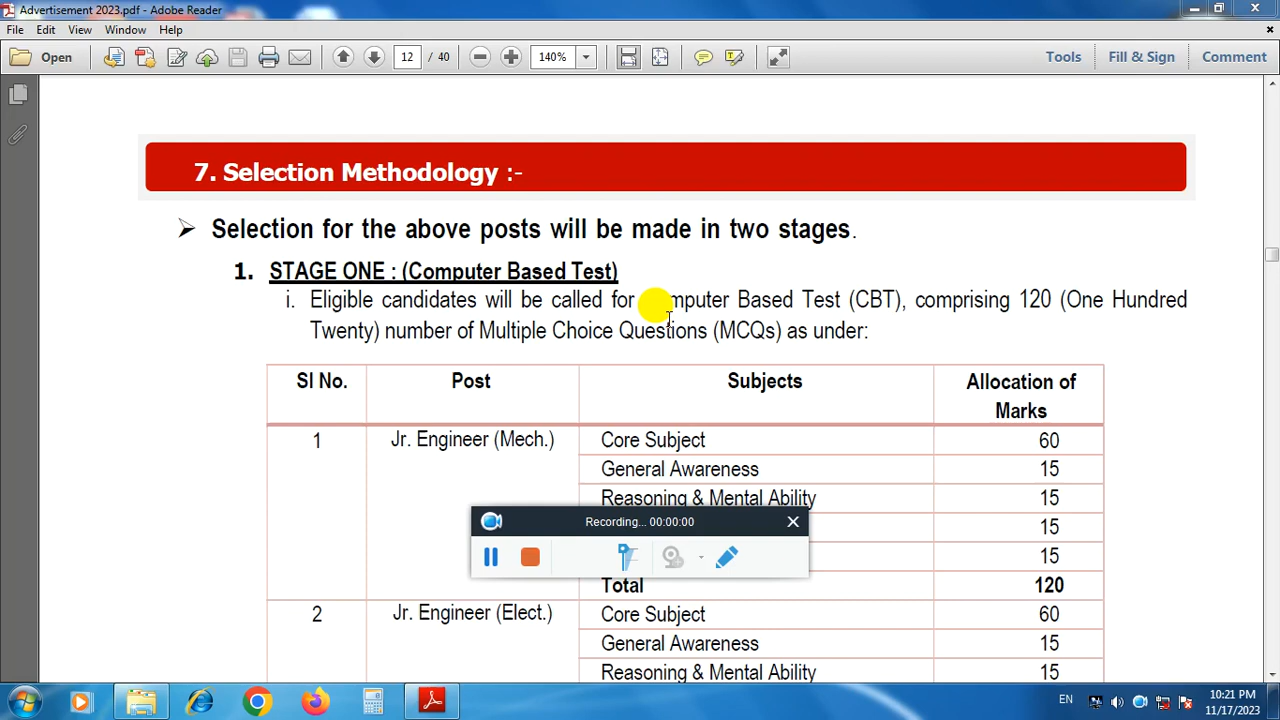 Advertisement 2023.pdf - Adobe Reader
File Edit View Window Help
Open 12 / 40 140% Tools Fill & Sign Comment
7. Selection Methodology :-
Selection for the above posts will be made in two stages.
1. STAGE ONE : (Computer Based Test)
i. Eligible candidates will be called for Computer Based Test (CBT), comprising 120 (One Hundred
Twenty) number of Multiple Choice Questions (MCQs) as under:
Sl No. Post Subjects Allocation of
Marks
1 Jr. Engineer (Mech.) Core Subject 60
General Awareness 15
Reasoning & Mental Ability 15
Recording... 00:00:00
15
15
Total 120
2 Jr. Engineer (Elect.) Core Subject 60
General Awareness 15
Reasoning & Mental Ability 15
EN 10:21 PM
11/17/2023